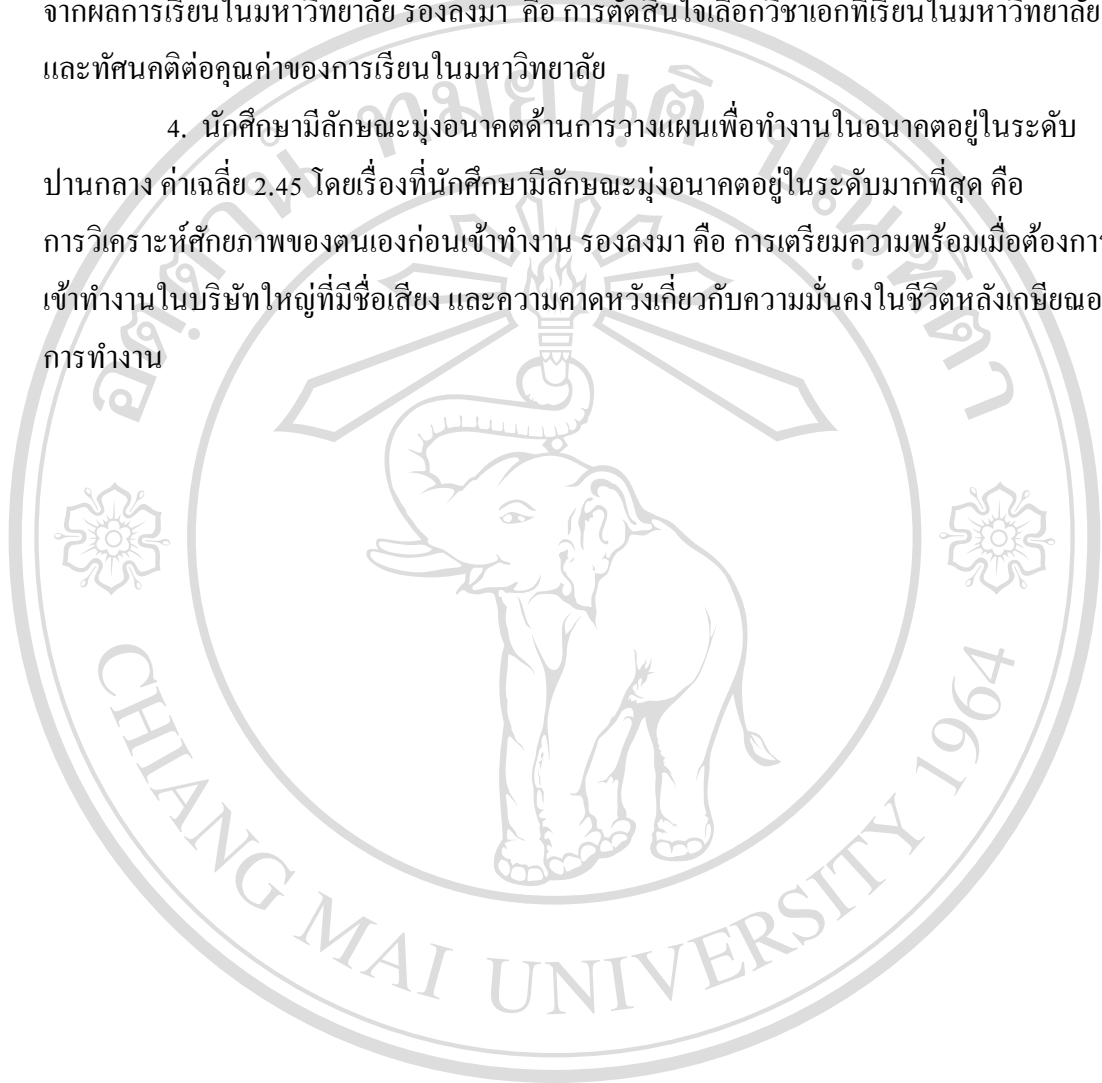 จากผลการเรียนในมหาวิทยาลัย รองลงมา คือ การตัดสินใจเลือกวิชาเอกที่เรียนในมหาวิทยาลัย
และทัศนคติต่อคุณค่าของการเรียนในมหาวิทยาลัย
4. นักศึกษามีลักษณะมุ่งอนาคตด้านการวางแผนเพื่อทำงานในอนาคตอยู่ในระดับ
ปานกลาง ค่าเฉลี่ย 2.45 โดยเรื่องที่นักศึกษามีลักษณะมุ่งอนาคตอยู่ในระดับมากที่สุด คือ
การวิเคราะห์ศักยภาพของตนเองก่อนเข้าทำงาน รองลงมา คือ การเตรียมความพร้อมเมื่อต้องการ
เข้าทำงานในบริษัทใหญ่ที่มีชื่อเสียง และความคาดหวังเกี่ยวกับความมั่นคงในชีวิตหลังเกษียณอ
การทำงาน
อตฺตานํ ทมยนฺติ ปณฺฑิตา
CHIANG MAI UNIVERSITY 1964